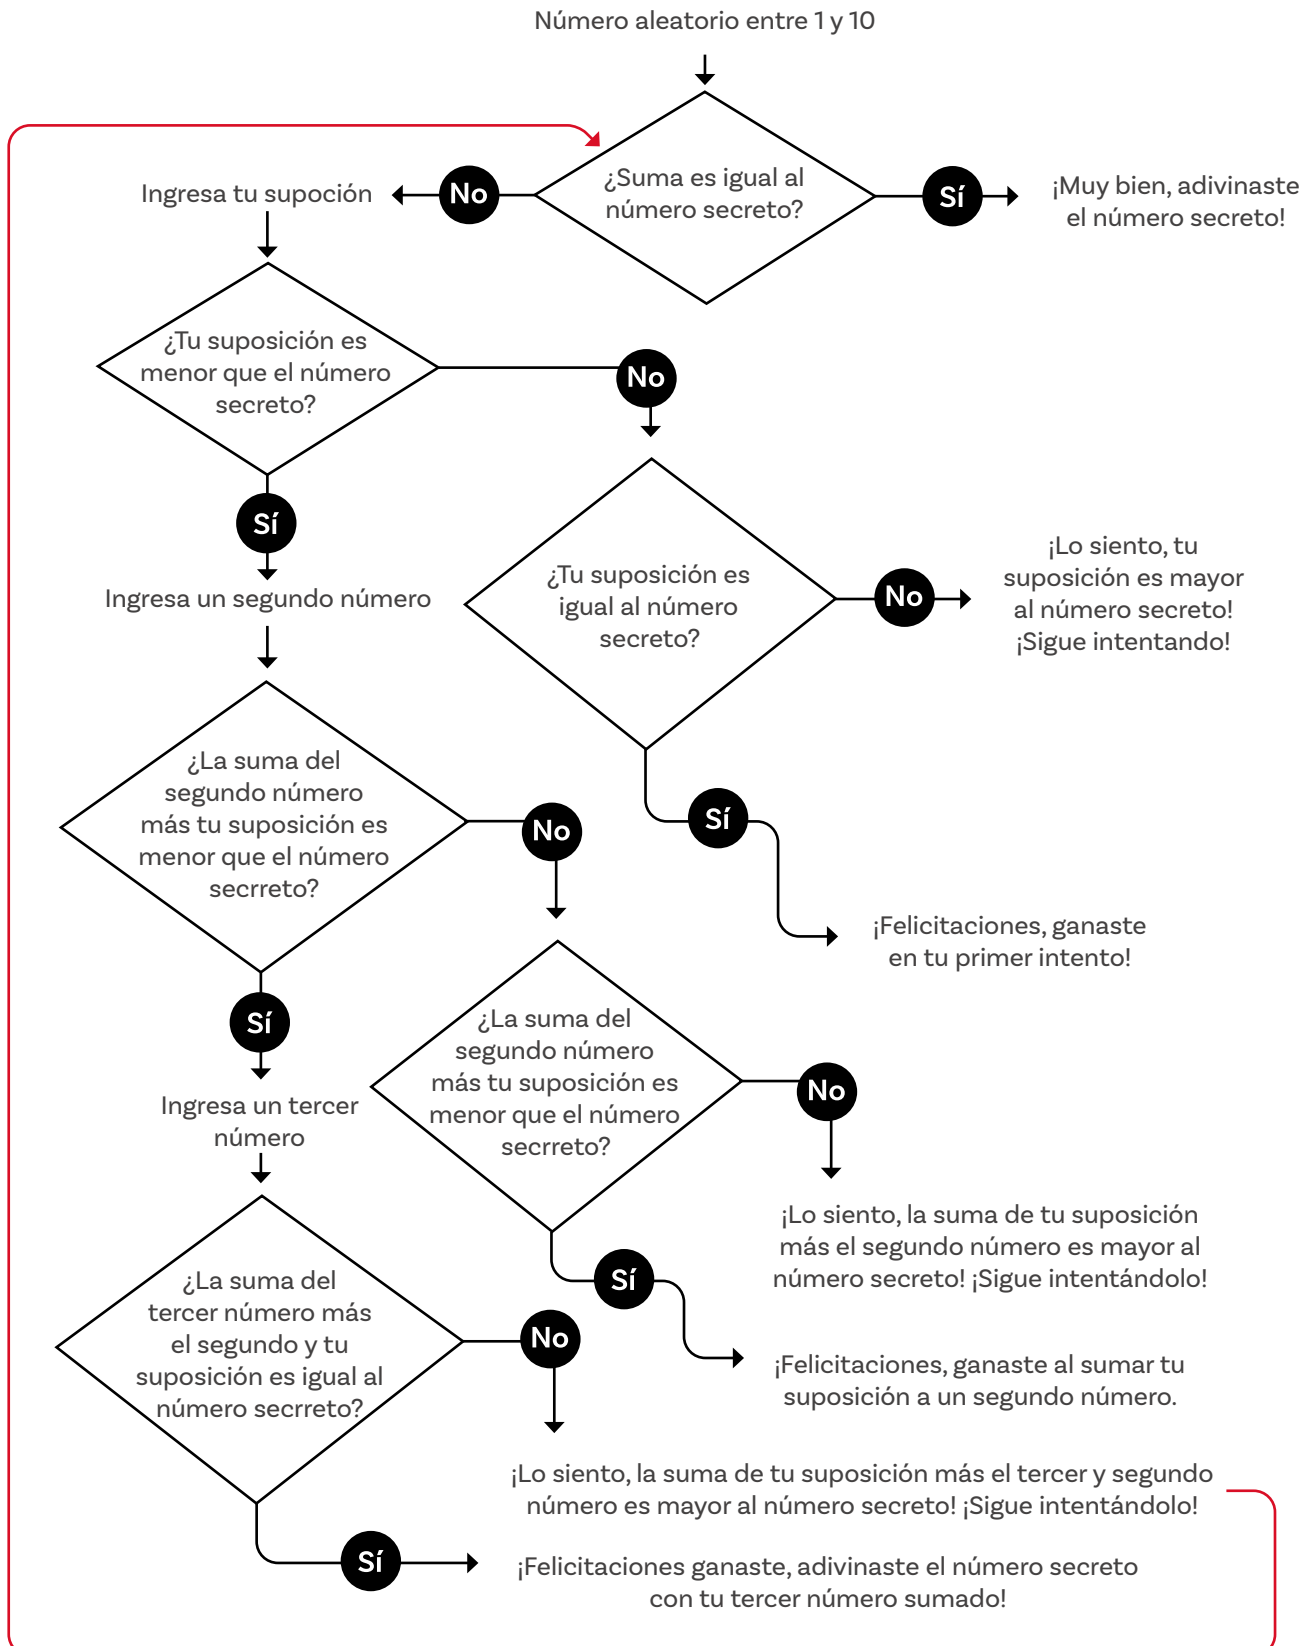 Número aleatorio entre 1 y 10
¿Suma es igual al
número secreto?
No
Sí
Ingresa tu supoción
¡Muy bien, adivinaste
el número secreto!
¿Tu suposición es
menor que el número
secreto?
No
Sí
Ingresa un segundo número
¿Tu suposición es
igual al número
secreto?
No
¡Lo siento, tu
suposición es mayor
al número secreto!
¡Sigue intentando!
Sí
¡Felicitaciones, ganaste
en tu primer intento!
¿La suma del
segundo número
más tu suposición es
menor que el número
secrreto?
No
Sí
Ingresa un tercer
número
¿La suma del
segundo número
más tu suposición es
menor que el número
secrreto?
No
¡Lo siento, la suma de tu suposición
más el segundo número es mayor al
número secreto! ¡Sigue intentándolo!
Sí
¡Felicitaciones, ganaste al sumar tu
suposición a un segundo número.
¿La suma del
tercer número más
el segundo y tu
suposición es igual al
número secrreto?
No
¡Lo siento, la suma de tu suposición más el tercer y segundo
número es mayor al número secreto! ¡Sigue intentándolo!
Sí
¡Felicitaciones ganaste, adivinaste el número secreto
con tu tercer número sumado!